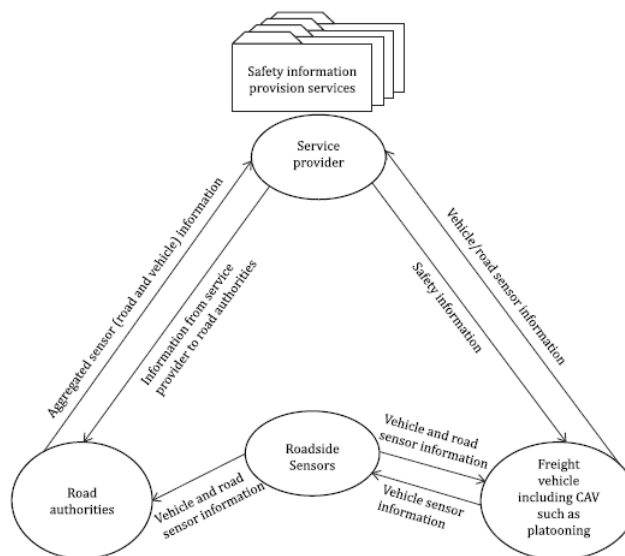 Safety information
provision services
Service
provider
Aggregated sensor (road and vehicle) information
Information from service
provider to road authorities
Safety information
Vehicle/road sensor information
Roadside
Sensors
Vehicle and road
sensor information
Vehicle sensor
information
Vehicle and road
sensor information
Road
authorities
Freight
vehicle
including CAV
such as
platooning